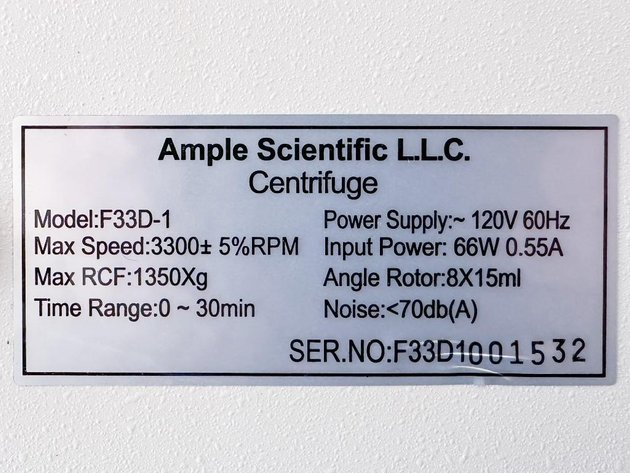 Ample Scientific L.L.C.
Centrifuge
Model:F33D-1
Max Speed:3300± 5%RPM
Max RCF:1350Xg
Time Range:0 ~ 30min
Power Supply:~ 120V 60Hz
Input Power: 66W 0.55A
Angle Rotor:8X15ml
Noise:<70db(A)
SER.NO:F33D1001532